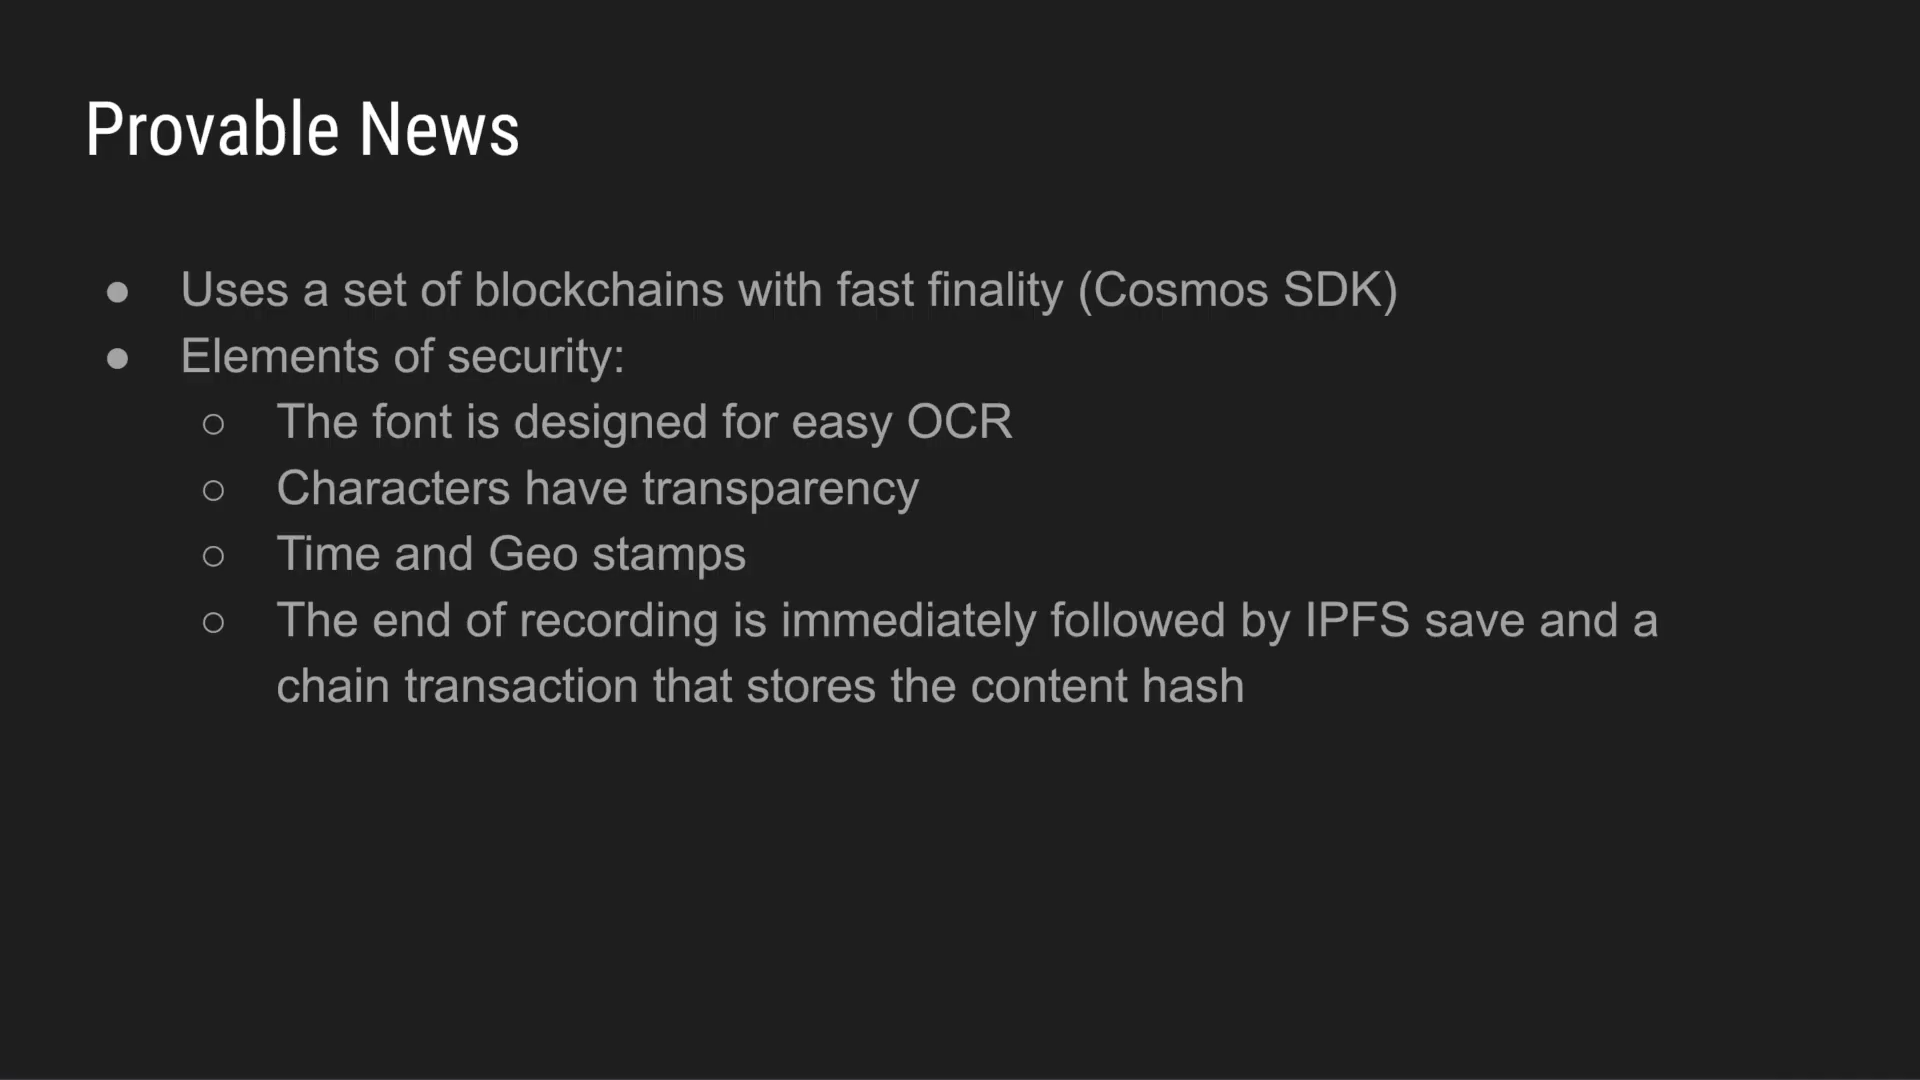 Provable News
● Uses a set of blockchains with fast finality (Cosmos SDK)
● Elements of security:
○ The font is designed for easy OCR
○ Characters have transparency
○ Time and Geo stamps
○ The end of recording is immediately followed by IPFS save and a
chain transaction that stores the content hash